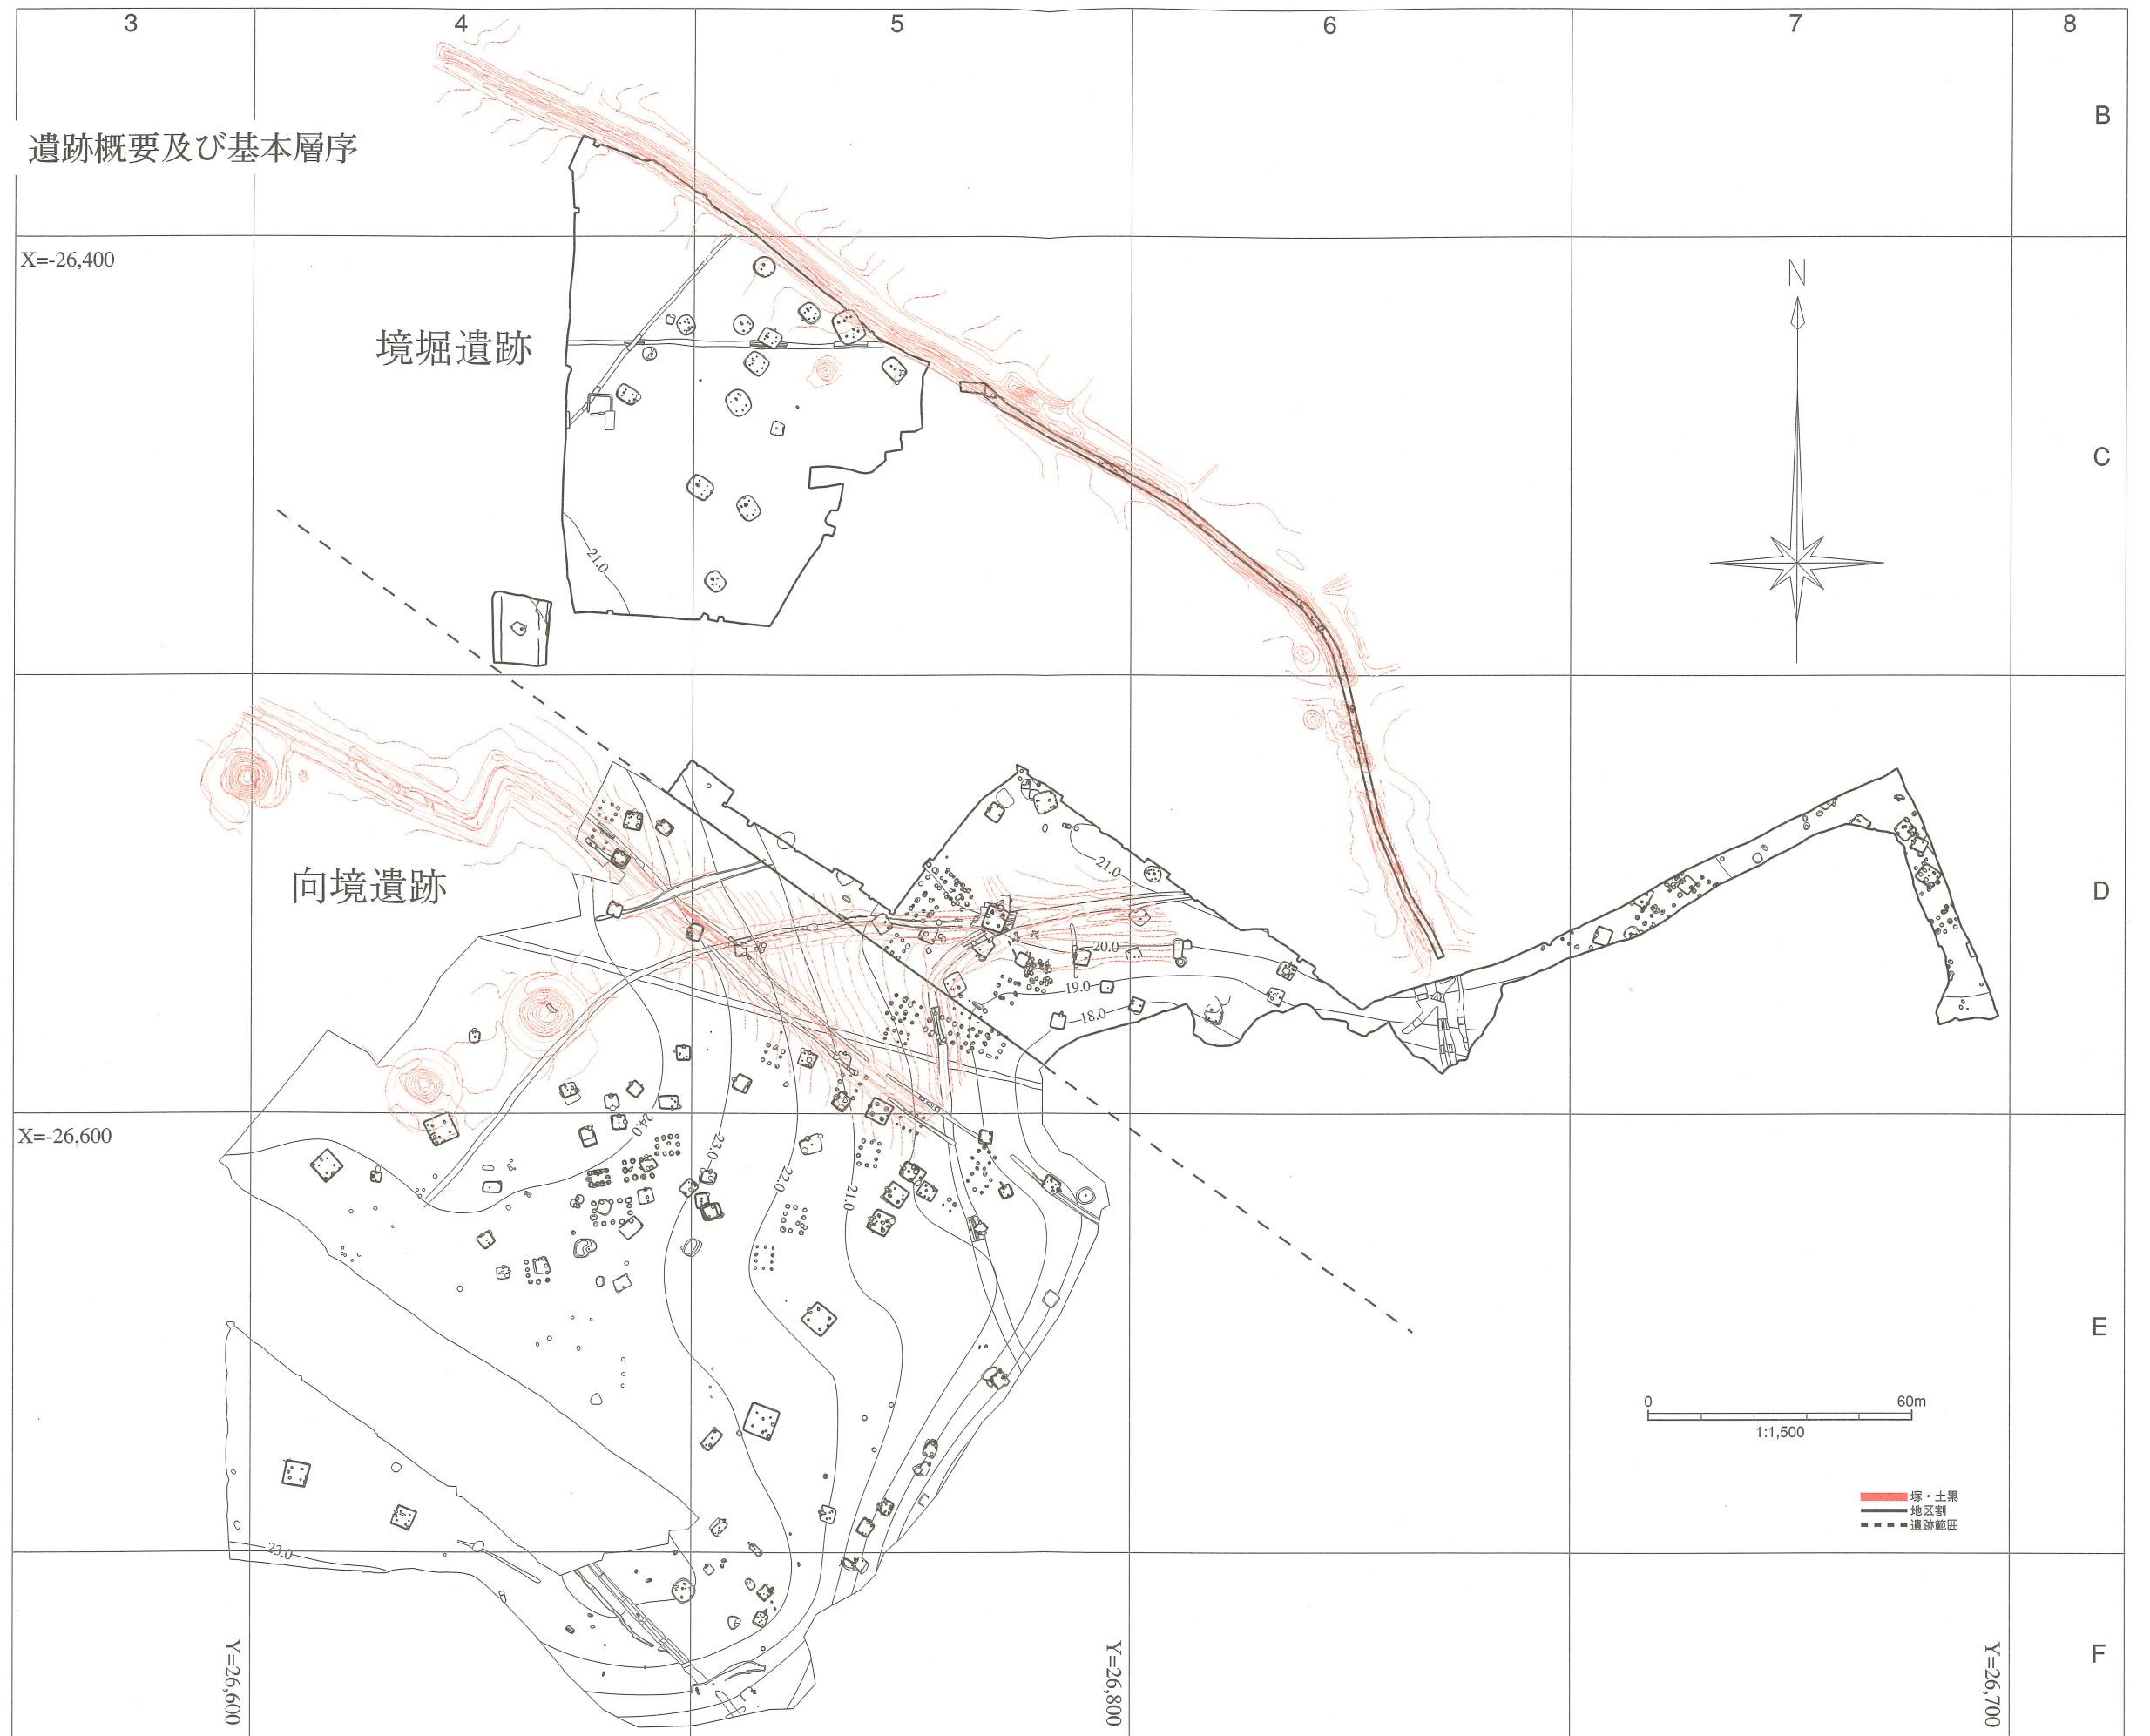 3 4 5 6 7 8
B
遺跡概要及び基本層序
X=-26,400
N
境堀遺跡
C
21.0
向境遺跡
D
21.0
20.0
19.0
18.0
X=-26,600
24.0
23.0
22.0
21.0
E
0 60m
1:1,500
塚・土累
地区割
遺跡範囲
23.0
Y=26,600
Y=26,800
Y=26,700
F